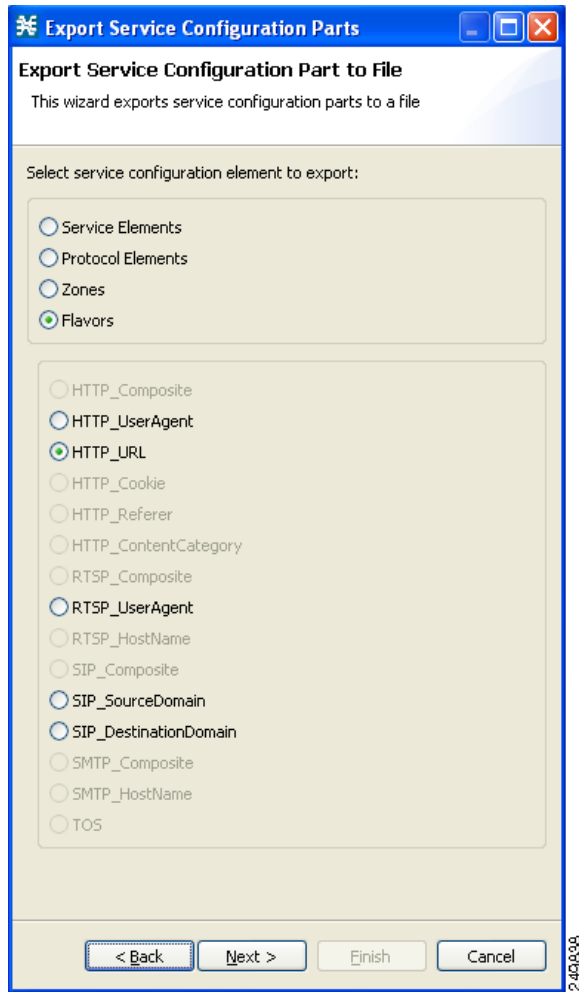 Export Service Configuration Parts
Export Service Configuration Part to File
This wizard exports service configuration parts to a file
Select service configuration element to export:
Service Elements
Protocol Elements
Zones
Flavors
HTTP_Composite
HTTP_UserAgent
HTTP_URL
HTTP_Cookie
HTTP_Referer
HTTP_ContentCategory
RTSP_Composite
RTSP_UserAgent
RTSP_HostName
SIP_Composite
SIP_SourceDomain
SIP_DestinationDomain
SMTP_Composite
SMTP_HostName
TOS
< Back Next > Finish Cancel
249838